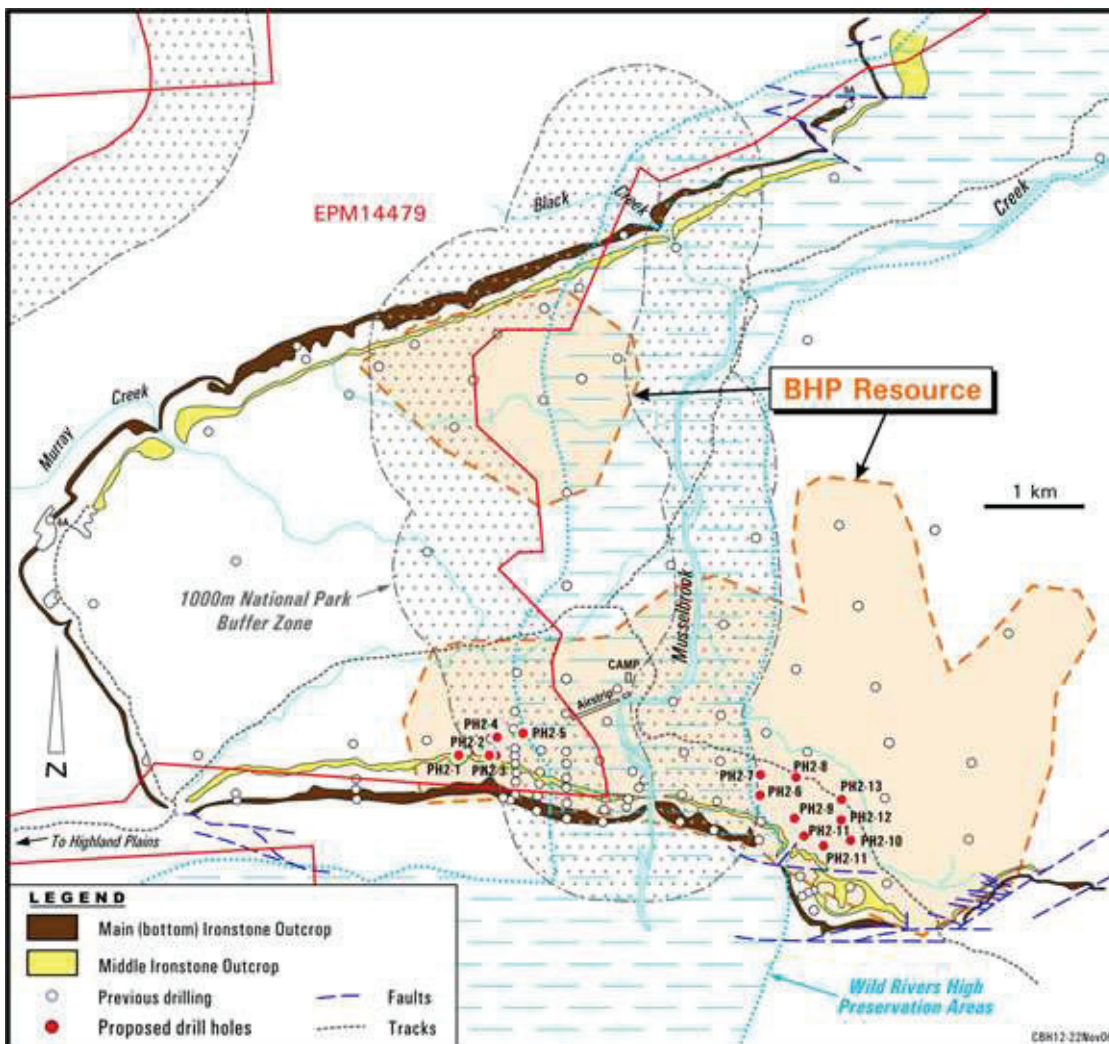 9A
Black
Creek
EPM14479
Creek
BHP Resource
Creek
Murray
1 km
1000m National Park
Buffer Zone
Musselbrook
CAMP
Airstrip
N
PH2-4
PH2-5
PH2-2
PH2-1
PH2-3
PH2-7
PH2-8
PH2-6
PH2-13
PH2-9
PH2-12
PH2-11
PH2-10
PH2-11
To Highland Plains
LEGEND
Main (bottom) Ironstone Outcrop
Middle Ironstone Outcrop
Previous drilling
Faults
Proposed drill holes
Tracks
Wild Rivers High
Preservation Areas